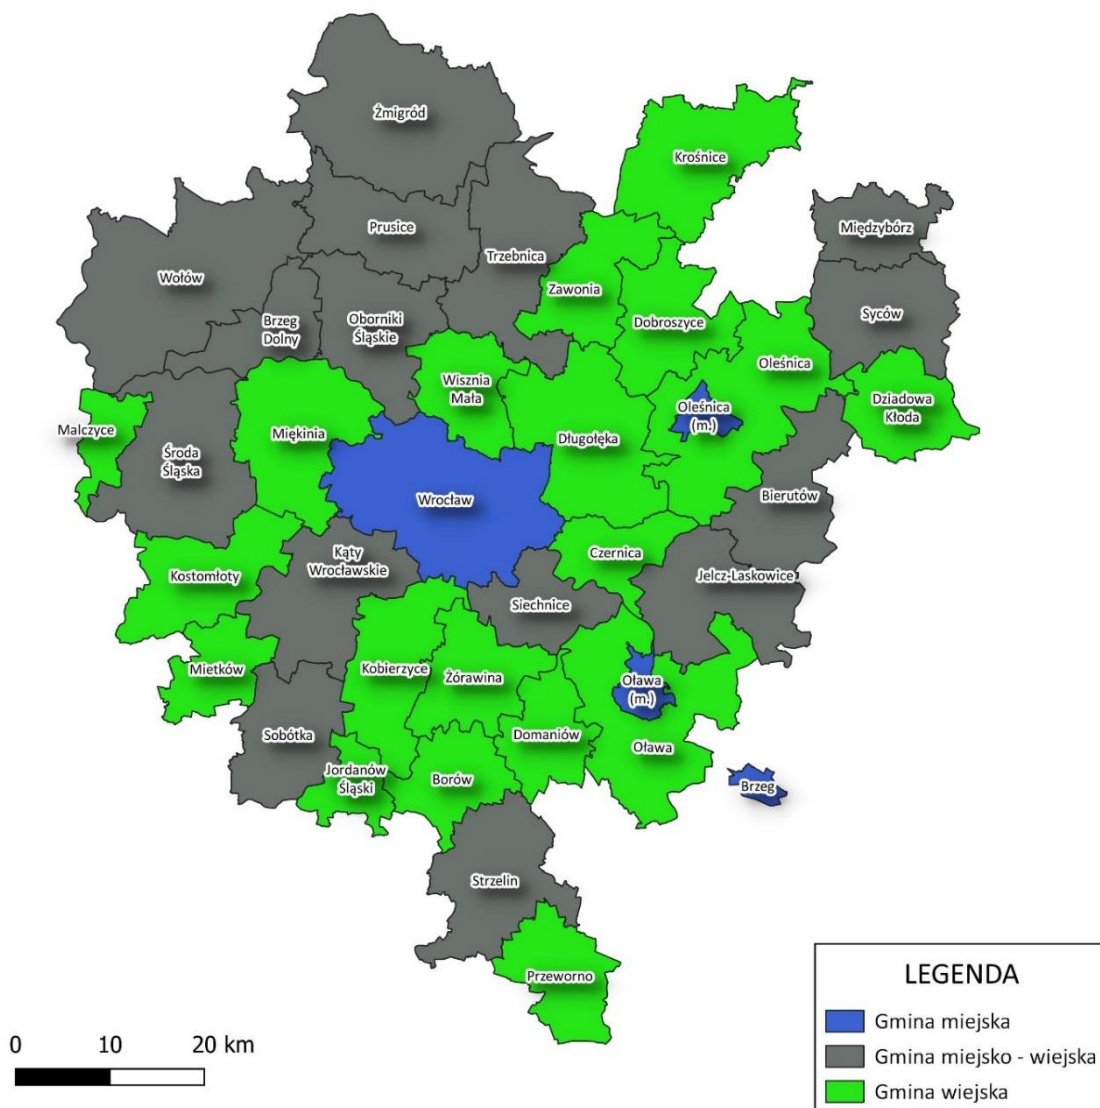 Żmigród
Krośnice
Prusice
Międzybórz
Trzebnica
Wołów
Zawonia
Syców
Brzeg
Dolny
Oborniki
Śląskie
Dobroszyce
Oleśnica
Wisznia
Mała
Dziadowa
Kłoda
Oleśnica
(m.)
Malczyce
Miękinia
Długołęka
Środa
Śląska
Wrocław
Bierutów
Kąty
Wrocławskie
Czernica
Kostomłoty
Jelcz-Laskowice
Siechnice
Mietków
Kobierzyce
Żórawina
Oława
(m.)
Sobótka
Domaniów
Oława
Jordanów
Śląski
Borów
Brzeg
Strzelin
Przeworno
LEGENDA
Gmina miejska
Gmina miejsko - wiejska
Gmina wiejska
0 10 20 km